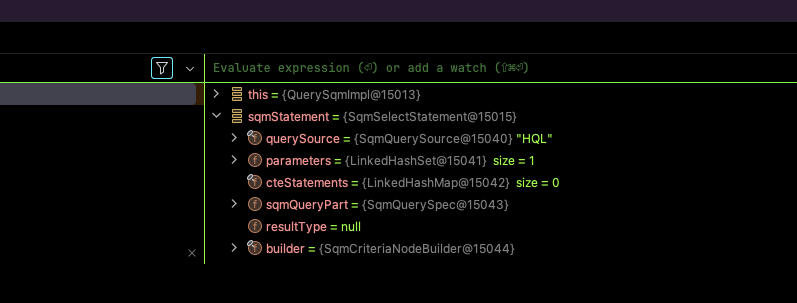 Evaluate expression (⏎) or add a watch (⇧⌘⏎)
this = {QuerySqmImpl@15013}
sqmStatement = {SqmSelectStatement@15015}
f querySource = {SqmQuerySource@15040} "HQL"
f parameters = {LinkedHashSet@15041} size = 1
f cteStatements = {LinkedHashMap@15042} size = 0
f sqmQueryPart = {SqmQuerySpec@15043}
f resultType = null
f builder = {SqmCriteriaNodeBuilder@15044}